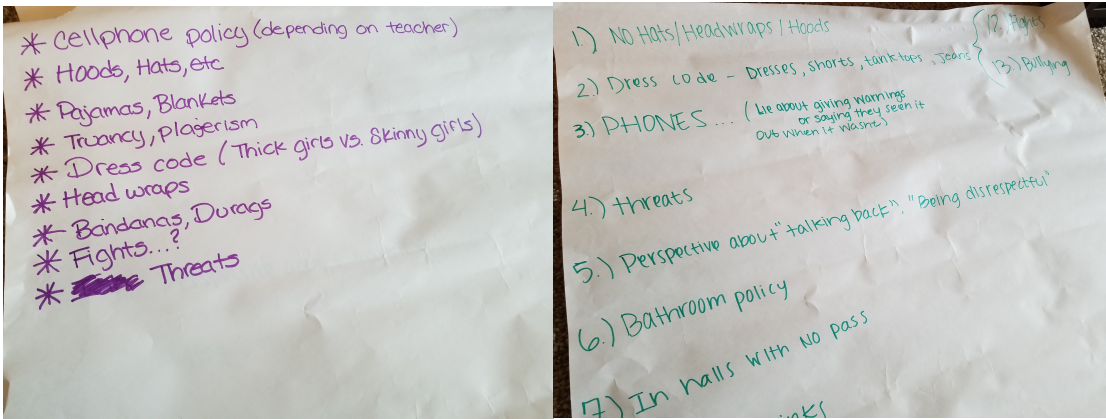 * Cellphone policy (depending on teacher)
* Hoods, Hats, etc
* Pajamas, Blankets
* Truancy, plagerism
* Dress code (Thick girls vs. Skinny girls)
* Head wraps
* Bandanas, Durags
* Fights...?
* Threats
1.) No Hats/Headwraps/Hoods
2.) Dress code - Dresses, shorts, tank tops, Jeans
3.) PHONES... (Lie about giving warnings
or saying they seen it
out when it wasnt)
4.) threats
5.) Perspective about "talking back". "Being disrespectful"
6.) Bathroom policy
7.) In halls with NO pass
12. Fights
13.) Bullying